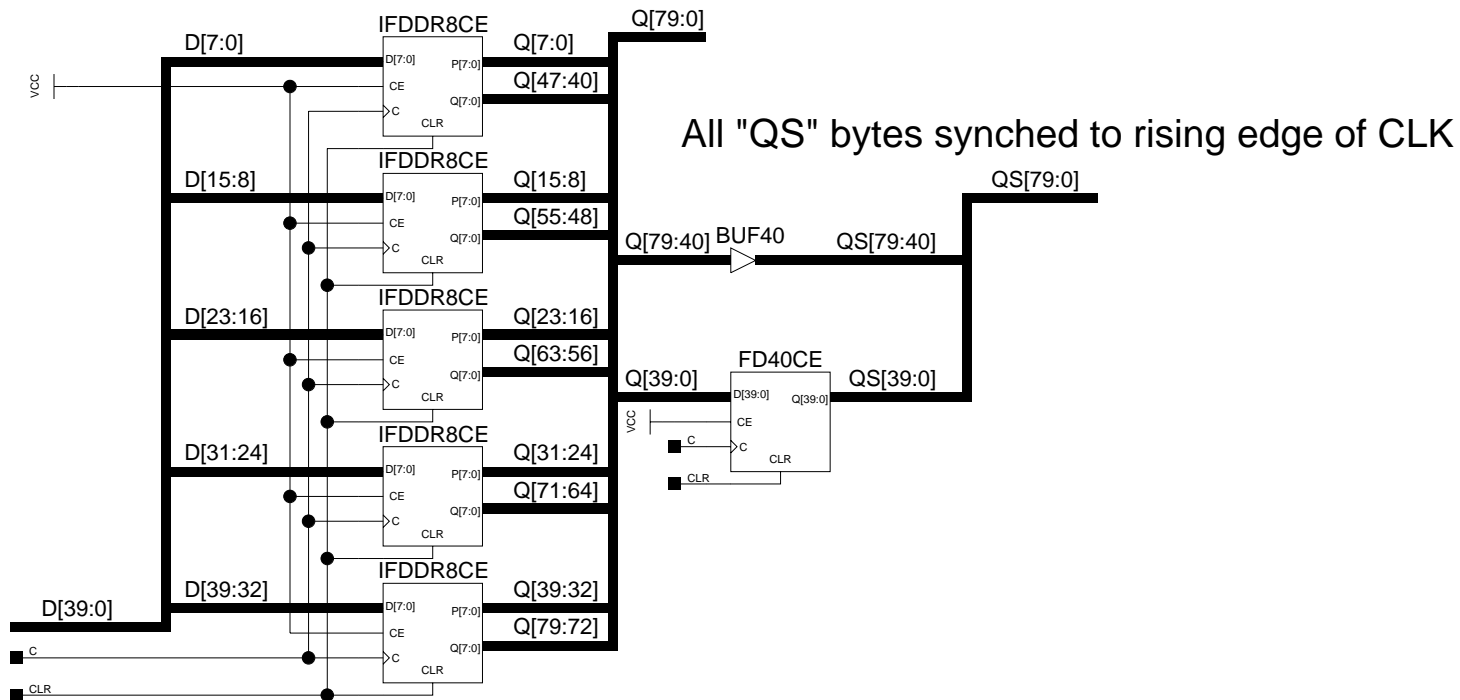 IFDDR8CE
Q[79:0]
D[7:0]
Q[7:0]
D[7:0]
P[7:0]
VCC
CE
Q[47:40]
Q[7:0]
C
CLR
All "QS" bytes synched to rising edge of CLK
IFDDR8CE
D[15:8]
Q[15:8]
QS[79:0]
D[7:0]
P[7:0]
CE
Q[55:48]
Q[7:0]
C
CLR
Q[79:40]
BUF40
QS[79:40]
IFDDR8CE
D[23:16]
Q[23:16]
D[7:0]
P[7:0]
CE
Q[63:56]
Q[7:0]
C
CLR
FD40CE
Q[39:0]
QS[39:0]
D[39:0]
Q[39:0]
VCC
CE
C
C
CLR
CLR
IFDDR8CE
D[31:24]
Q[31:24]
D[7:0]
P[7:0]
CE
Q[71:64]
Q[7:0]
C
CLR
IFDDR8CE
D[39:32]
Q[39:32]
D[7:0]
P[7:0]
D[39:0]
CE
Q[79:72]
Q[7:0]
C
C
CLR
CLR